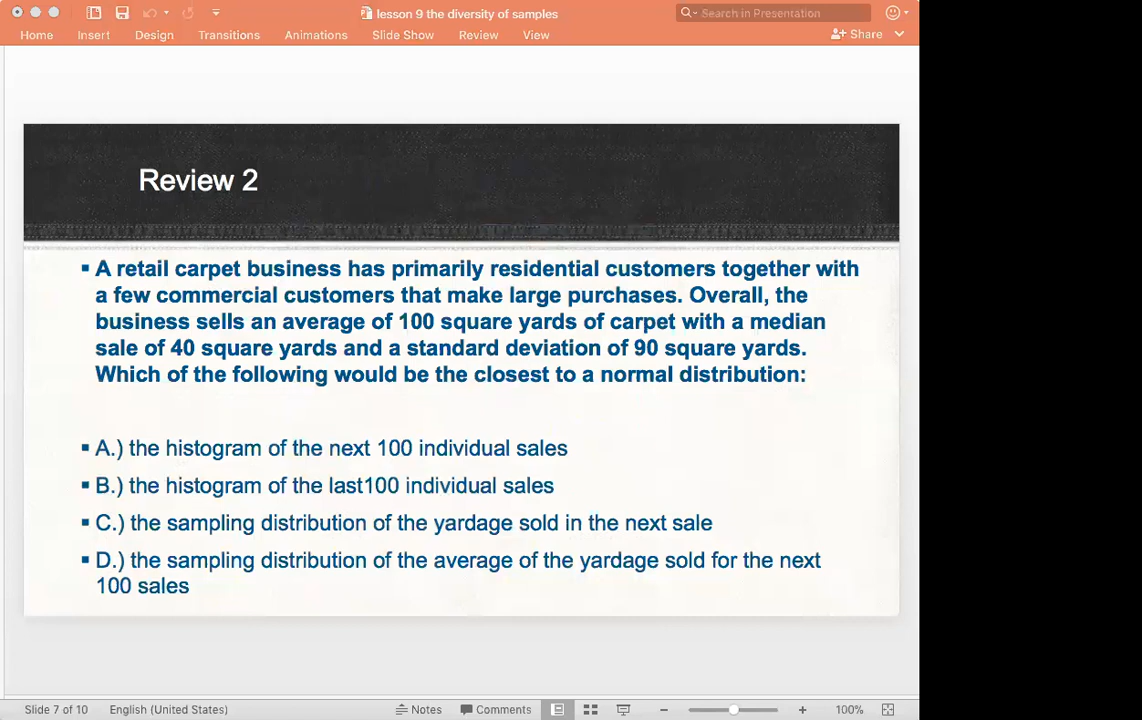 lesson 9 the diversity of samples
Search in Presentation
Home Insert Design Transitions Animations Slide Show Review View
Share
Review 2
▪ A retail carpet business has primarily residential customers together with
a few commercial customers that make large purchases. Overall, the
business sells an average of 100 square yards of carpet with a median
sale of 40 square yards and a standard deviation of 90 square yards.
Which of the following would be the closest to a normal distribution:
▪ A.) the histogram of the next 100 individual sales
▪ B.) the histogram of the last100 individual sales
▪ C.) the sampling distribution of the yardage sold in the next sale
▪ D.) the sampling distribution of the average of the yardage sold for the next
100 sales
Slide 7 of 10 English (United States) Notes Comments 100%